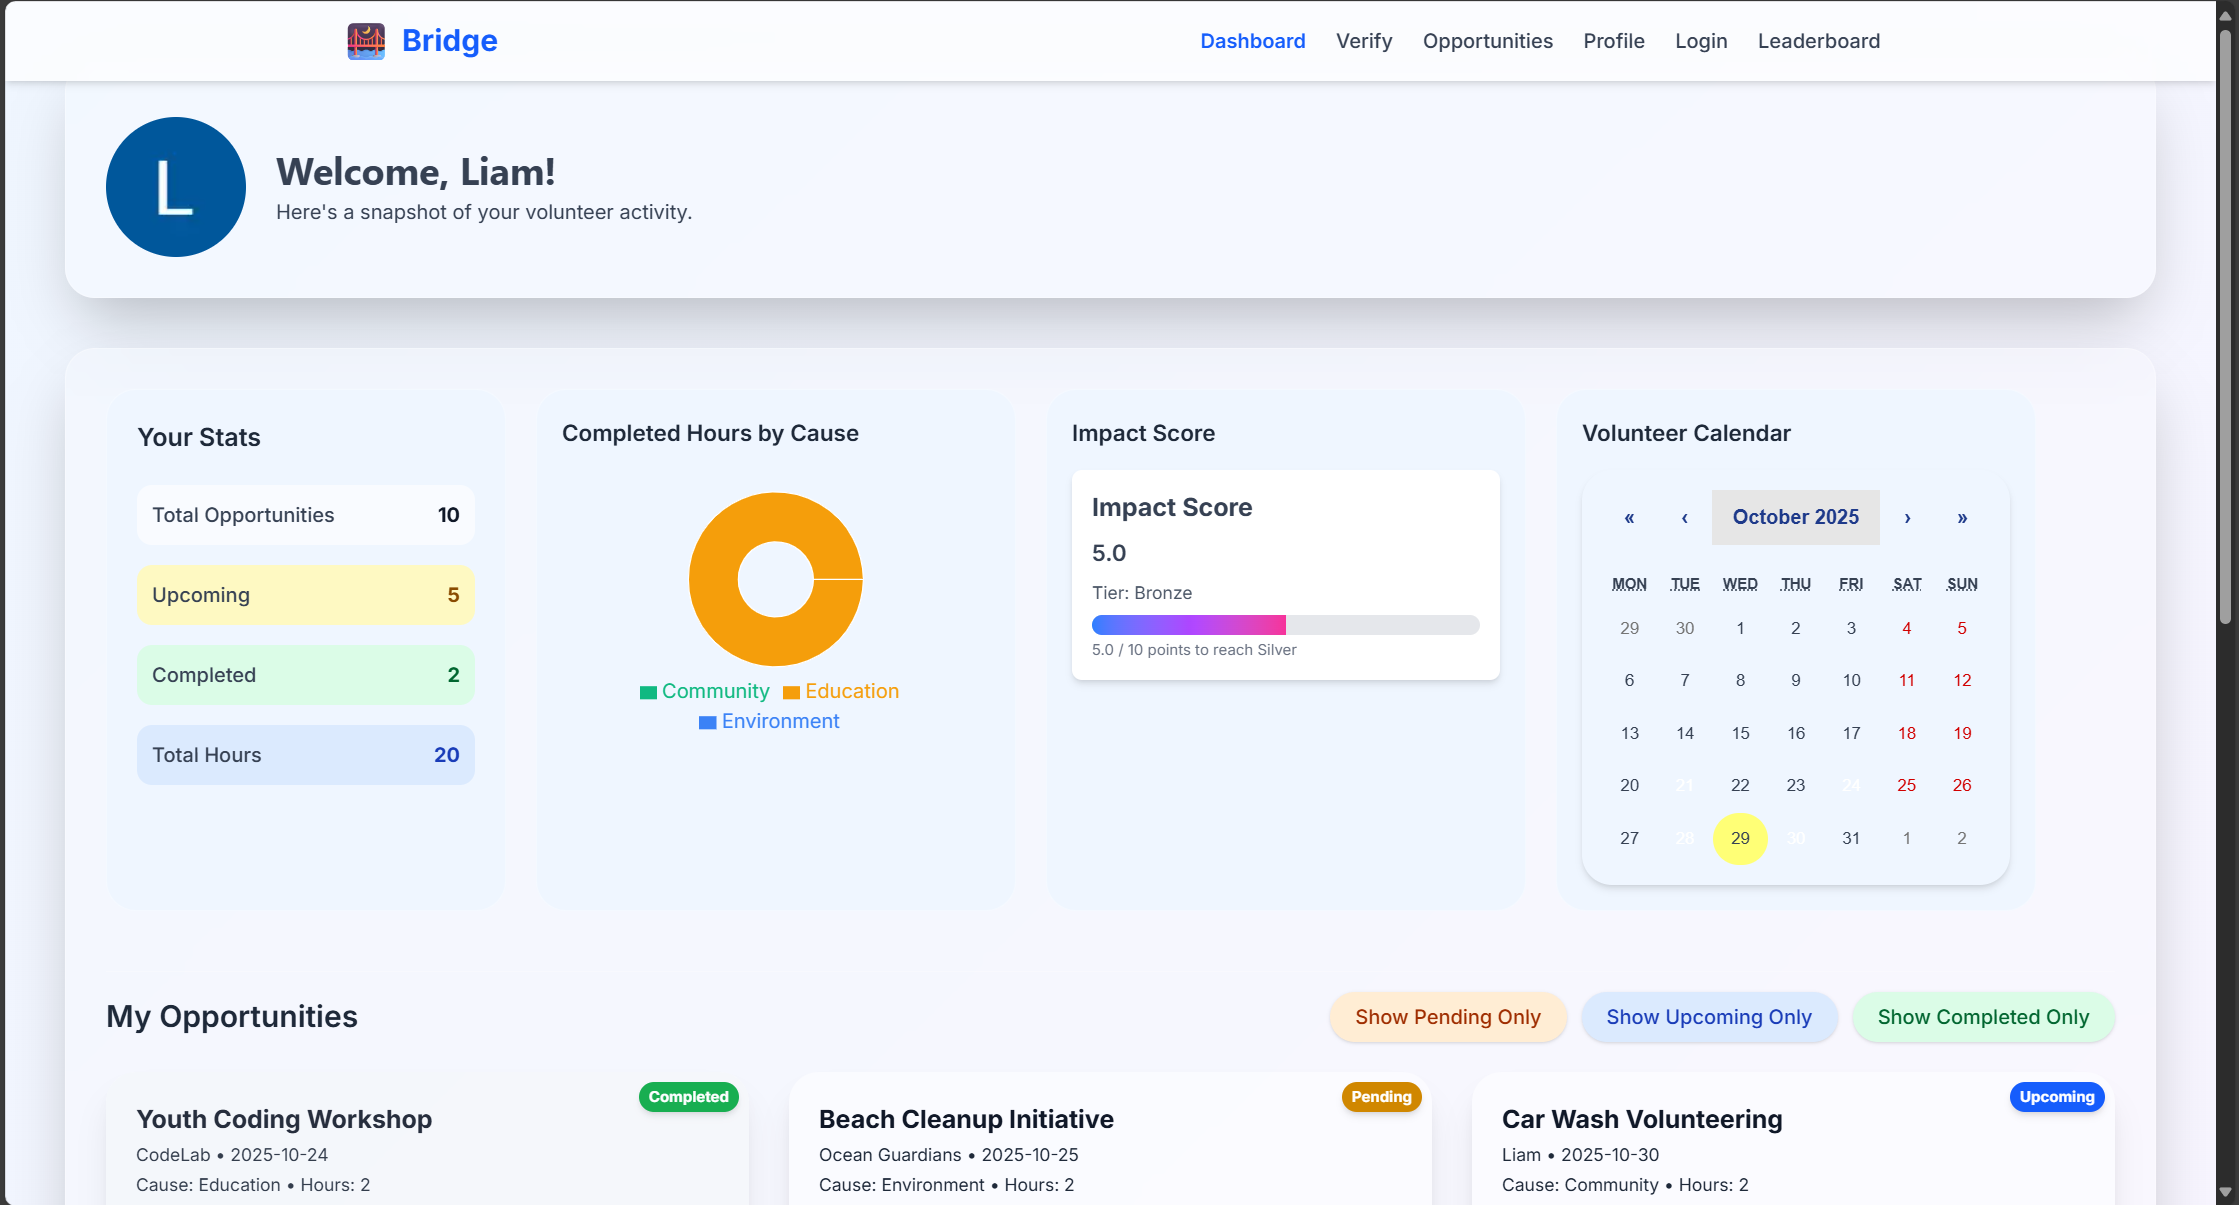 Bridge
Dashboard Verify Opportunities Profile Login Leaderboard
L
Welcome, Liam!
Here's a snapshot of your volunteer activity.
Your Stats
Total Opportunities 10
Upcoming 5
Completed 2
Total Hours 20
Completed Hours by Cause
Community Education
Environment
Impact Score
Impact Score
5.0
Tier: Bronze
5.0 / 10 points to reach Silver
Volunteer Calendar
« ‹ October 2025 › »
MON TUE WED THU FRI SAT SUN
29 30 1 2 3 4 5
6 7 8 9 10 11 12
13 14 15 16 17 18 19
20 21 22 23 24 25 26
27 28 29 30 31 1 2
My Opportunities
Show Pending Only Show Upcoming Only Show Completed Only
Completed
Youth Coding Workshop
CodeLab • 2025-10-24
Cause: Education • Hours: 2
Pending
Beach Cleanup Initiative
Ocean Guardians • 2025-10-25
Cause: Environment • Hours: 2
Upcoming
Car Wash Volunteering
Liam • 2025-10-30
Cause: Community • Hours: 2